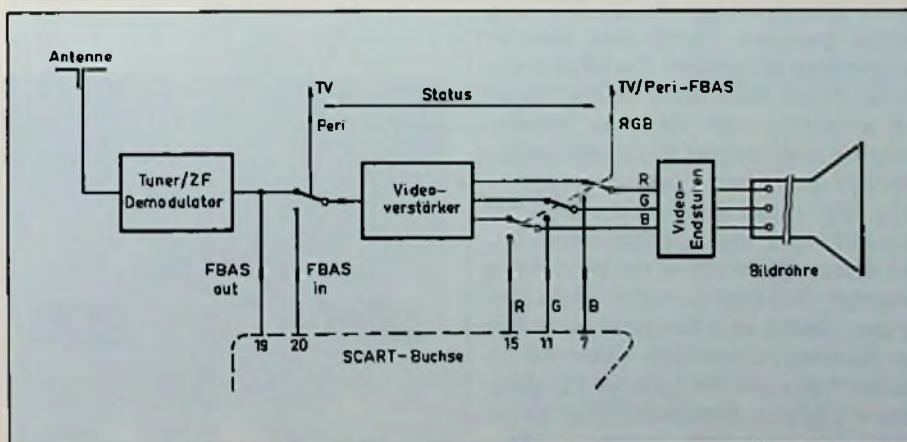 Antenne
TV
Status
TV/Peri-FBAS
Peri
RGB
Tuner/ZF
Demodulator
Video-
verstärker
R
G
B
Video-
Endstufen
Bildröhre
FBAS
out
FBAS
in
R
G
B
19
20
15
11
7
SCART-Buchse